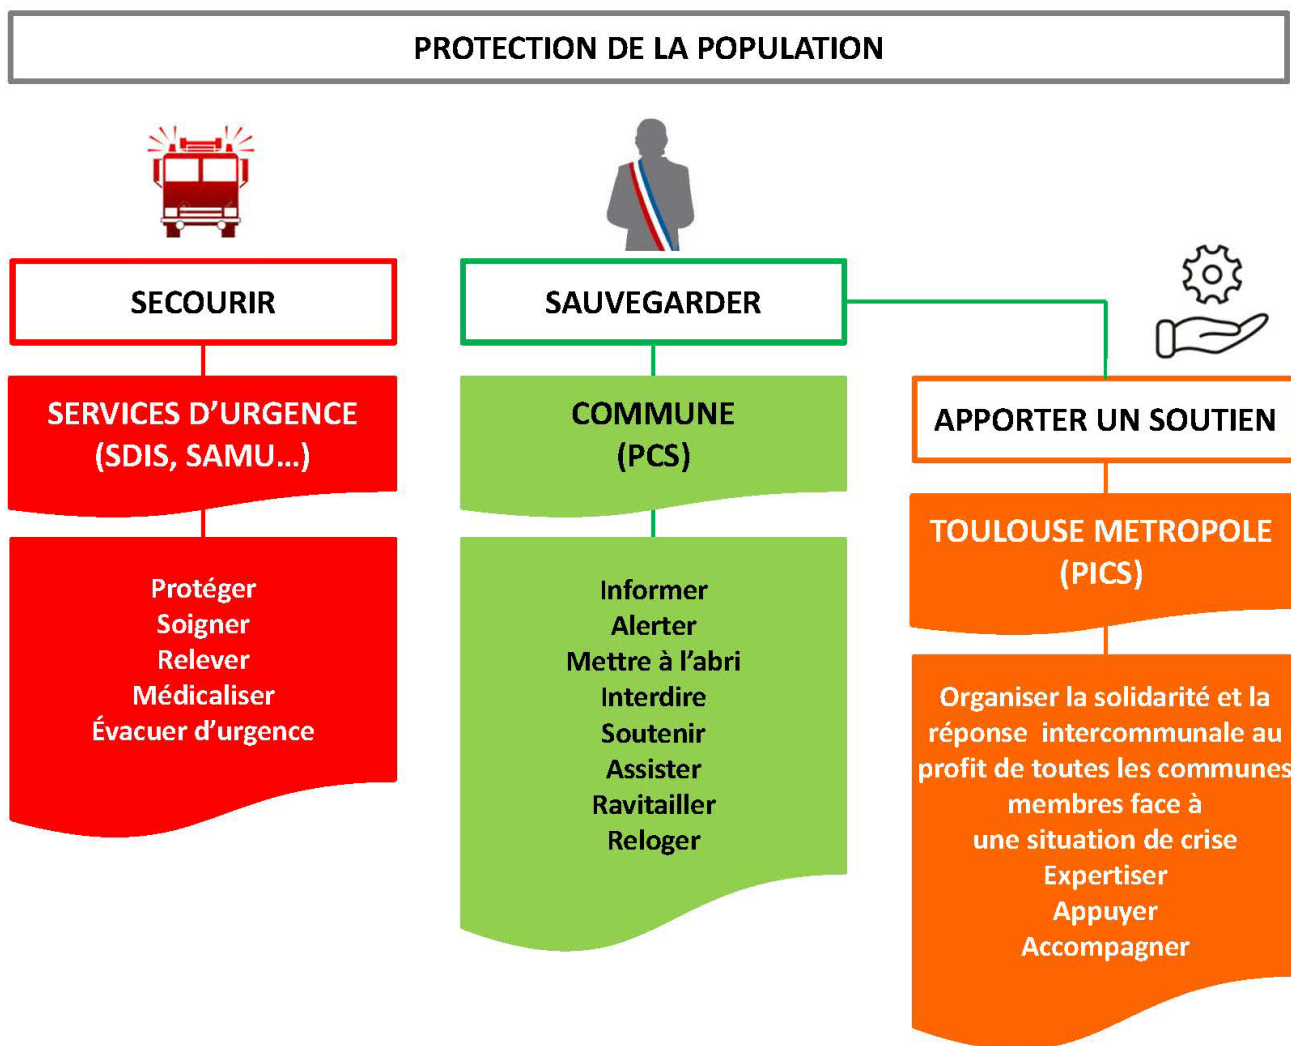 PROTECTION DE LA POPULATION
SECOURIR
SERVICES D’URGENCE
(SDIS, SAMU…)
Protéger
Soigner
Relever
Médicaliser
Évacuer d’urgence
SAUVEGARDER
COMMUNE
(PCS)
Informer
Alerter
Mettre à l’abri
Interdire
Soutenir
Assister
Ravitailler
Reloger
APPORTER UN SOUTIEN
TOULOUSE METROPOLE
(PICS)
Organiser la solidarité et la
réponse intercommunale au
profit de toutes les communes
membres face à
une situation de crise
Expertiser
Appuyer
Accompagner